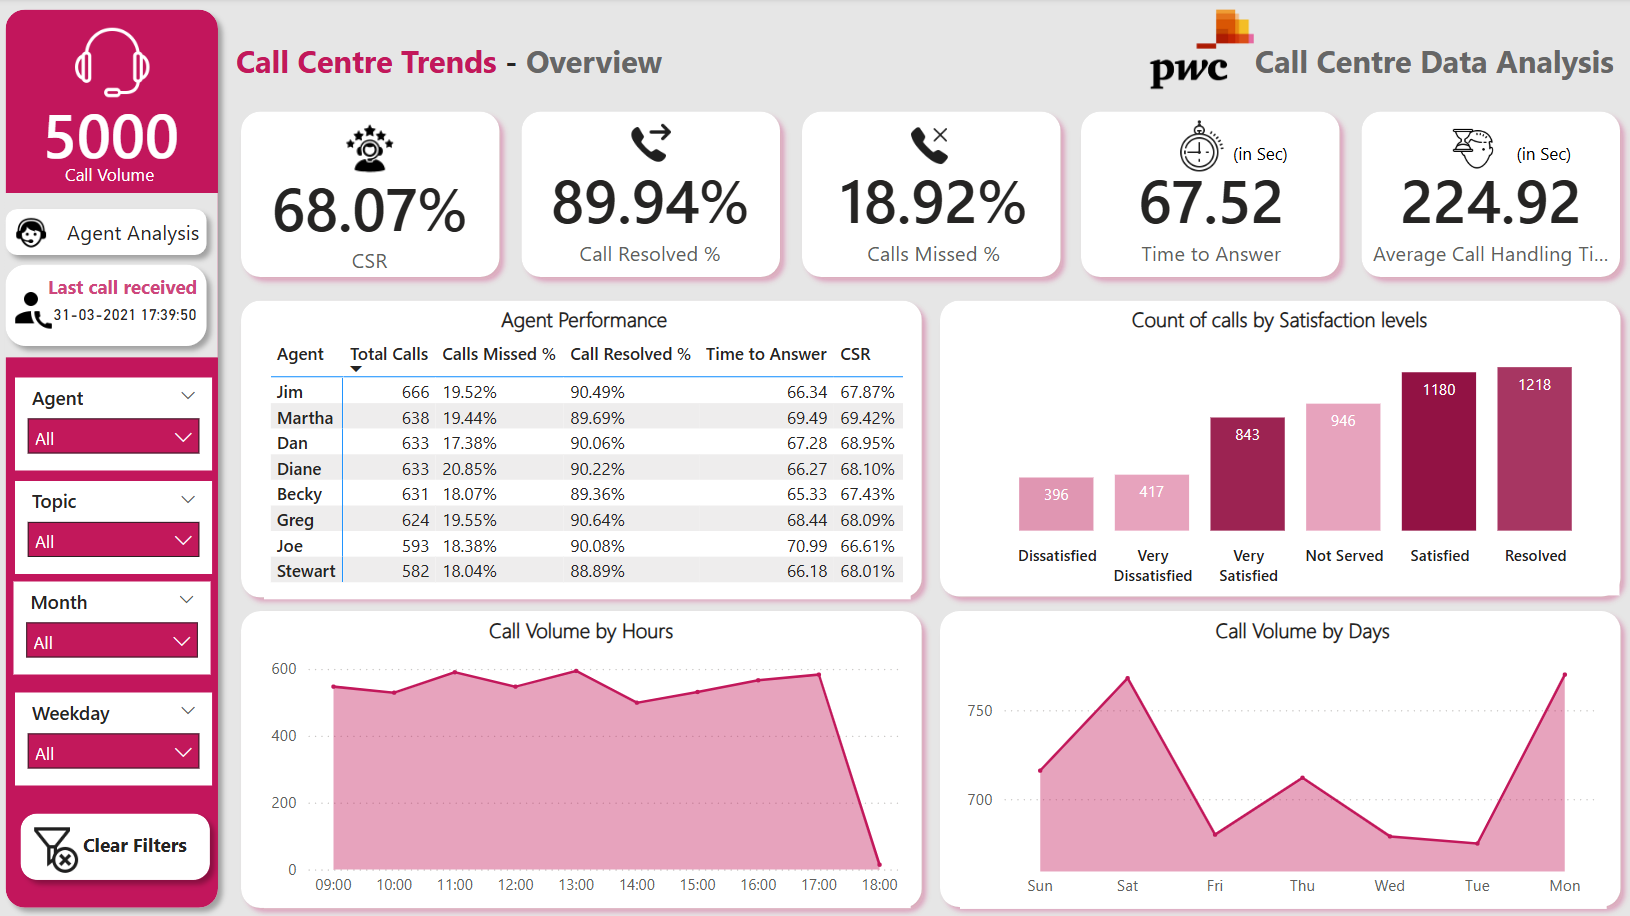 5000
Call Volume
Agent Analysis
Last call received
31-03-2021 17:39:50
Agent
All
Topic
All
Month
All
Weekday
All
Clear Filters
Call Centre Trends - Overview
pwc
Call Centre Data Analysis
68.07%
CSR
89.94%
Call Resolved %
18.92%
Calls Missed %
(in Sec)
67.52
Time to Answer
(in Sec)
224.92
Average Call Handling Ti...
Agent Performance
Agent Total Calls Calls Missed % Call Resolved % Time to Answer CSR
Jim 666 19.52% 90.49% 66.34 67.87%
Martha 638 19.44% 89.69% 69.49 69.42%
Dan 633 17.38% 90.06% 67.28 68.95%
Diane 633 20.85% 90.22% 66.27 68.10%
Becky 631 18.07% 89.36% 65.33 67.43%
Greg 624 19.55% 90.64% 68.44 68.09%
Joe 593 18.38% 90.08% 70.99 66.61%
Stewart 582 18.04% 88.89% 66.18 68.01%
Count of calls by Satisfaction levels
396 417 843 946 1180 1218
Dissatisfied Very Very Not Served Satisfied Resolved
Dissatisfied Satisfied
Call Volume by Hours
600
400
200
0
09:00 10:00 11:00 12:00 13:00 14:00 15:00 16:00 17:00 18:00
Call Volume by Days
750
700
Sun Sat Fri Thu Wed Tue Mon